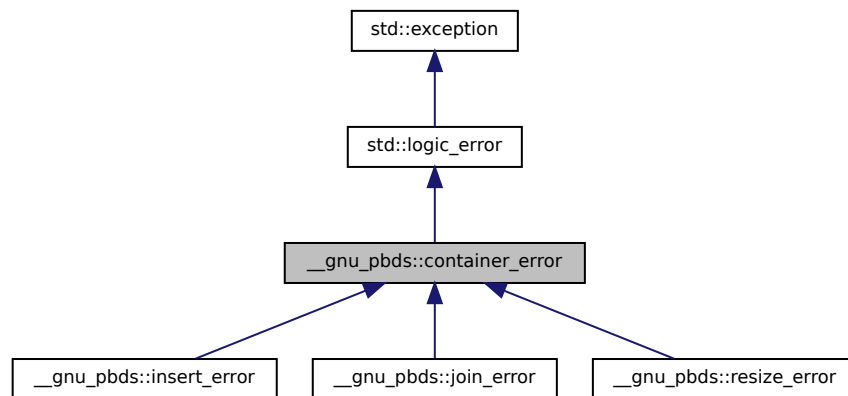 std::exception
std::logic_error
__gnu_pbds::container_error
__gnu_pbds::insert_error
__gnu_pbds::join_error
__gnu_pbds::resize_error